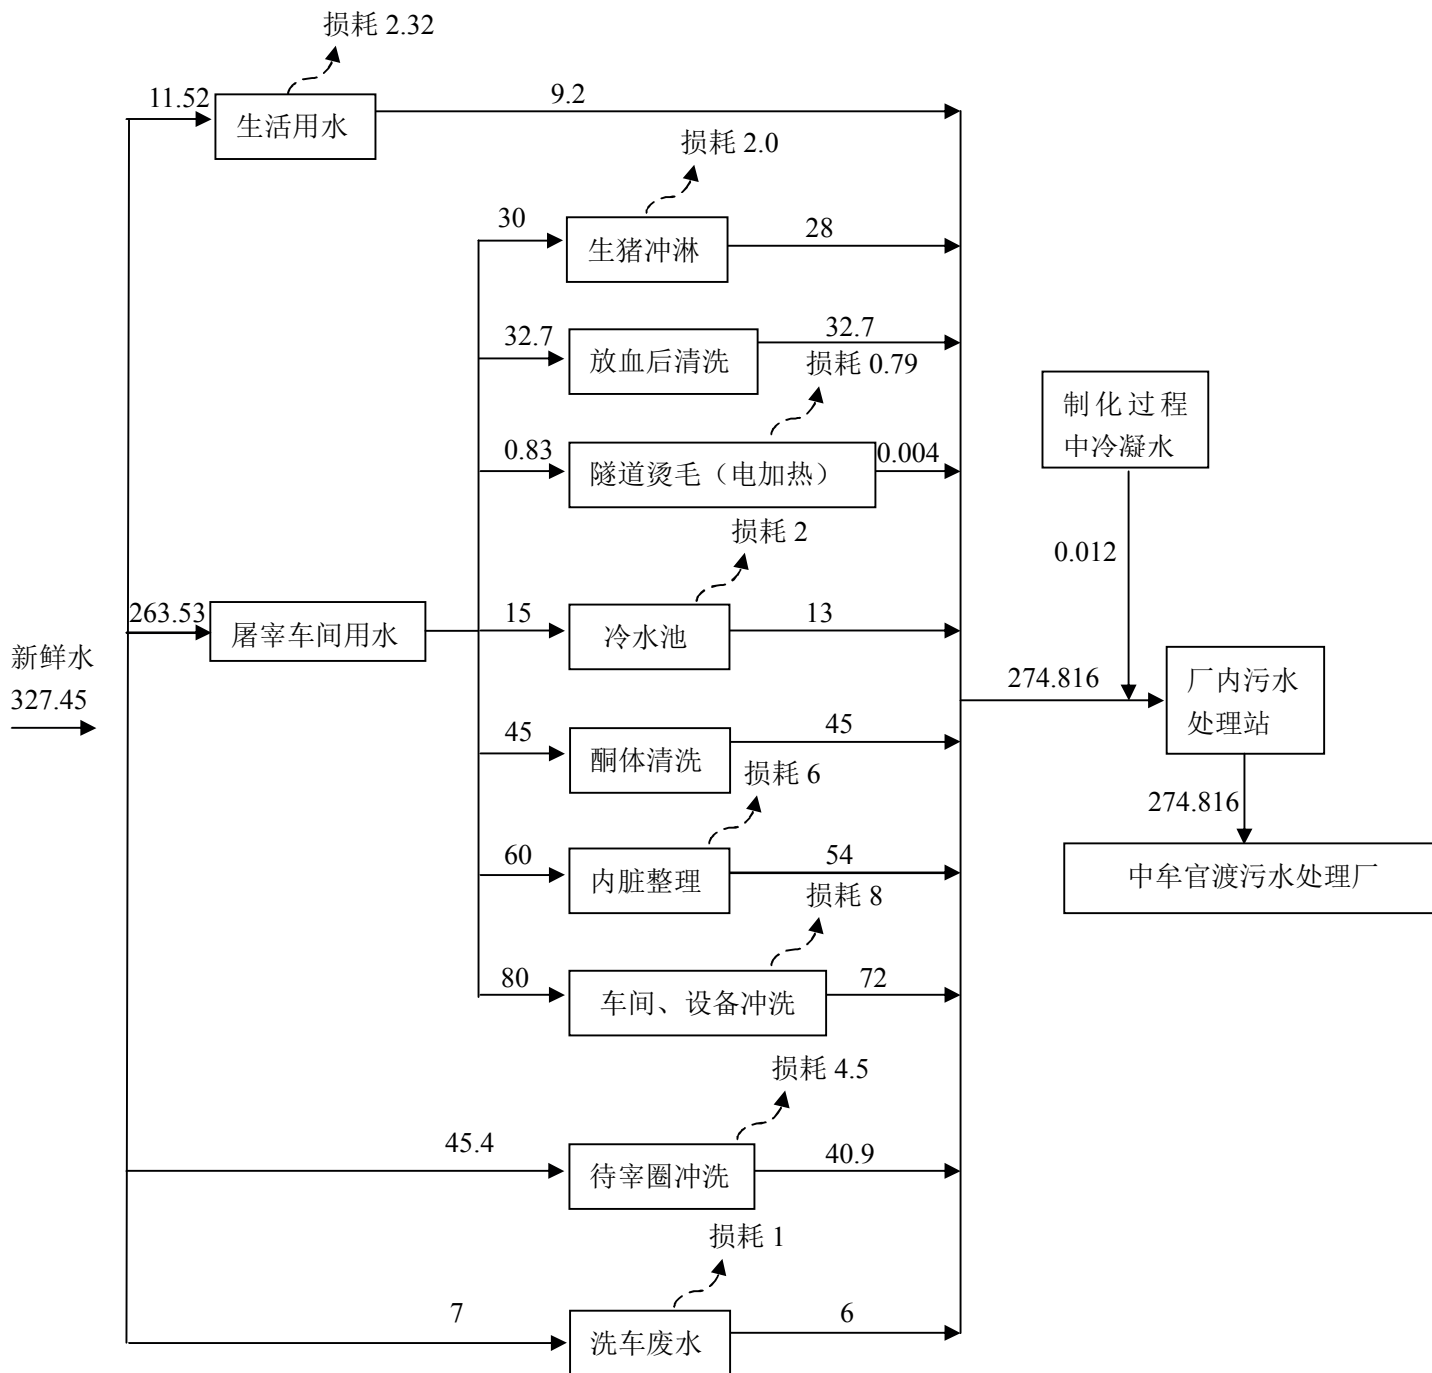 损耗 2.32
11.52
生活用水
9.2
损耗 2.0
30
生猪冲淋
28
32.7
放血后清洗
32.7
损耗 0.79
0.83
隧道烫毛（电加热）
0.004
制化过程
中冷凝水
0.012
损耗 2
263.53
屠宰车间用水
15
冷水池
13
新鲜水
327.45
274.816
厂内污水
处理站
45
酮体清洗
45
损耗 6
274.816
60
内脏整理
54
中牟官渡污水处理厂
损耗 8
80
车间、设备冲洗
72
损耗 4.5
45.4
待宰圈冲洗
40.9
损耗 1
7
洗车废水
6